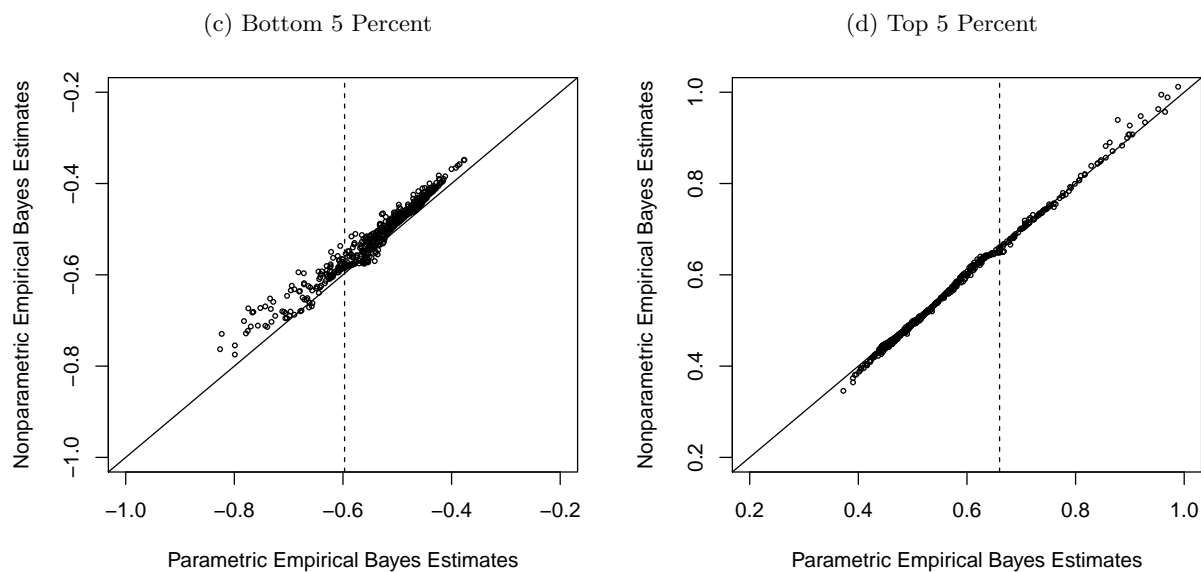 (c) Bottom 5 Percent
Nonparametric Empirical Bayes Estimates
−0.2
−0.4
−0.6
−0.8
−1.0
−1.0 −0.8 −0.6 −0.4 −0.2
Parametric Empirical Bayes Estimates
(d) Top 5 Percent
Nonparametric Empirical Bayes Estimates
1.0
0.8
0.6
0.4
0.2
0.2 0.4 0.6 0.8 1.0
Parametric Empirical Bayes Estimates